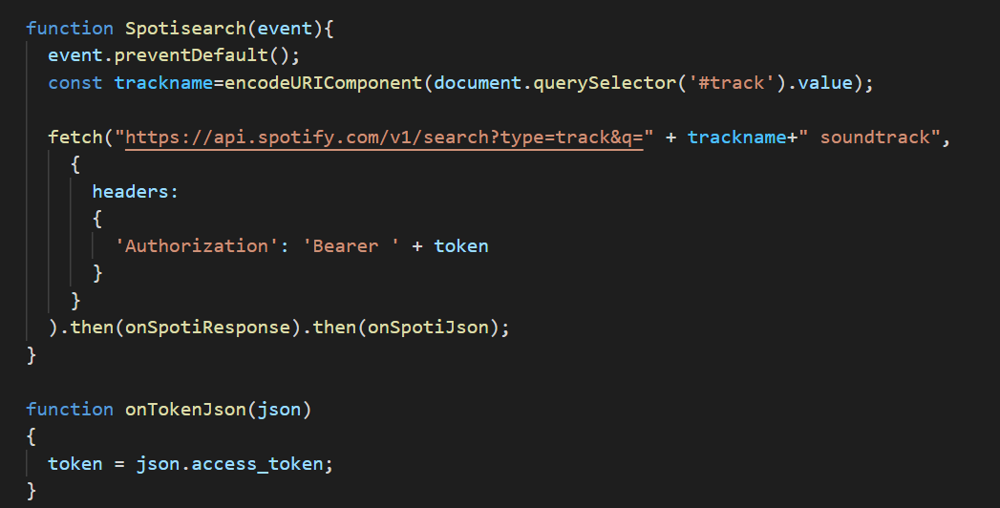 function Spotisearch(event){
  event.preventDefault();
  const trackname=encodeURIComponent(document.querySelector('#track').value);

  fetch("https://api.spotify.com/v1/search?type=track&q=" + trackname+" soundtrack",
    {
      headers:
      {
        'Authorization': 'Bearer ' + token
      }
    }
  ).then(onSpotiResponse).then(onSpotiJson);
}

function onTokenJson(json)
{
  token = json.access_token;
}